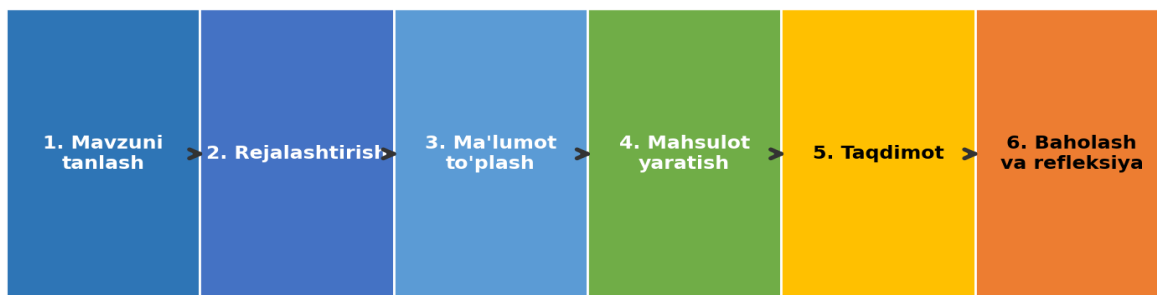 1. Mavzuni
tanlash
2. Rejalashtirish
3. Ma'lumot
to'plash
4. Mahsulot
yaratish
5. Taqdimot
6. Baholash
va refleksiya